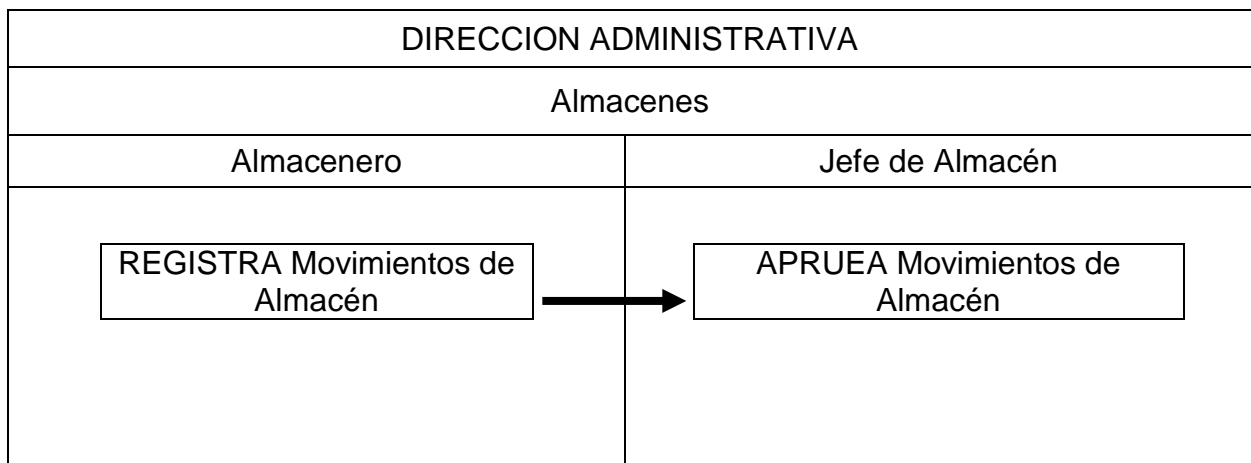 DIRECCION ADMINISTRATIVA
Almacenes
Almacenero
Jefe de Almacén
REGISTRA Movimientos de
Almacén
APRUEA Movimientos de
Almacén